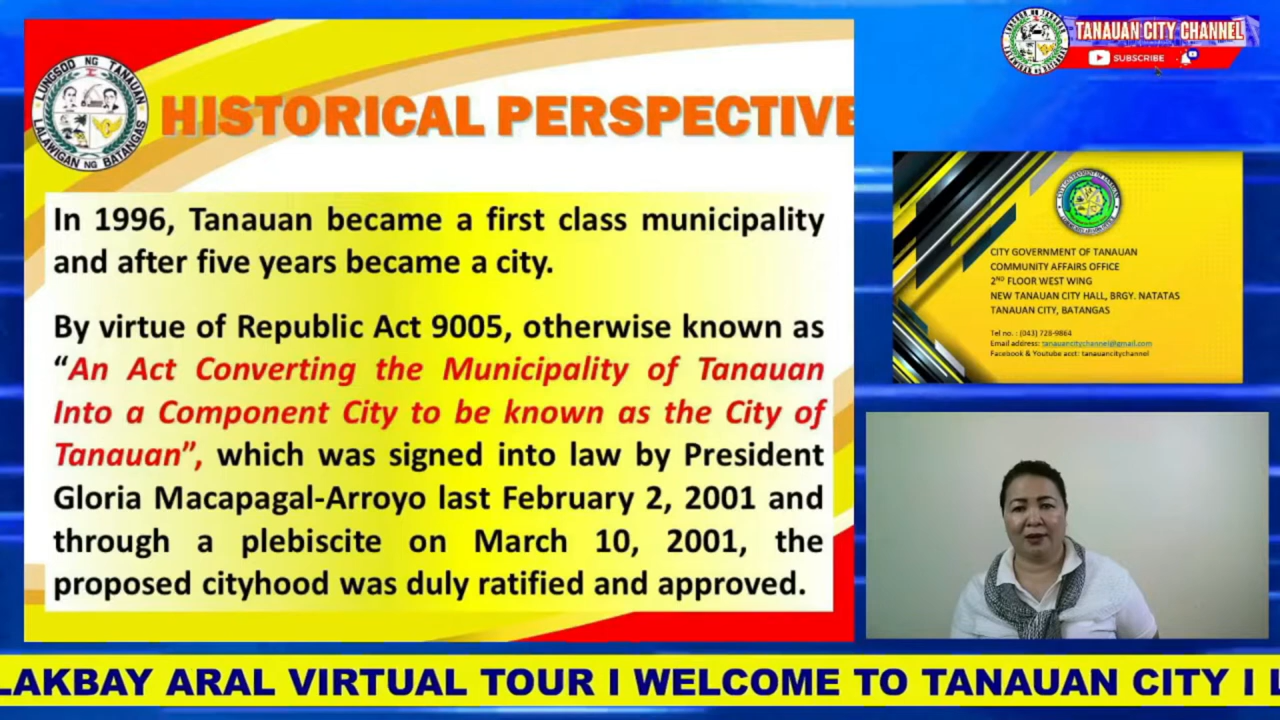 LUNGSOD NG TANAUAN
LALAWIGAN NG BATANGAS
HISTORICAL PERSPECTIVE
In 1996, Tanauan became a first class municipality
and after five years became a city.
By virtue of Republic Act 9005, otherwise known as
“An Act Converting the Municipality of Tanauan
Into a Component City to be known as the City of
Tanauan”, which was signed into law by President
Gloria Macapagal-Arroyo last February 2, 2001 and
through a plebiscite on March 10, 2001, the
proposed cityhood was duly ratified and approved.
TANAUAN CITY CHANNEL
SUBSCRIBE
CITY GOVERNMENT OF TANAUAN
COMMUNITY AFFAIRS OFFICE
2ND FLOOR WEST WING
NEW TANAUAN CITY HALL, BRGY. NATATAS
TANAUAN CITY, BATANGAS
Tel no. : (043) 728-9864
Email address: tanauancitychannel@gmail.com
Facebook & Youtube acct: tanauancitychannel
LAKBAY ARAL VIRTUAL TOUR I WELCOME TO TANAUAN CITY I L